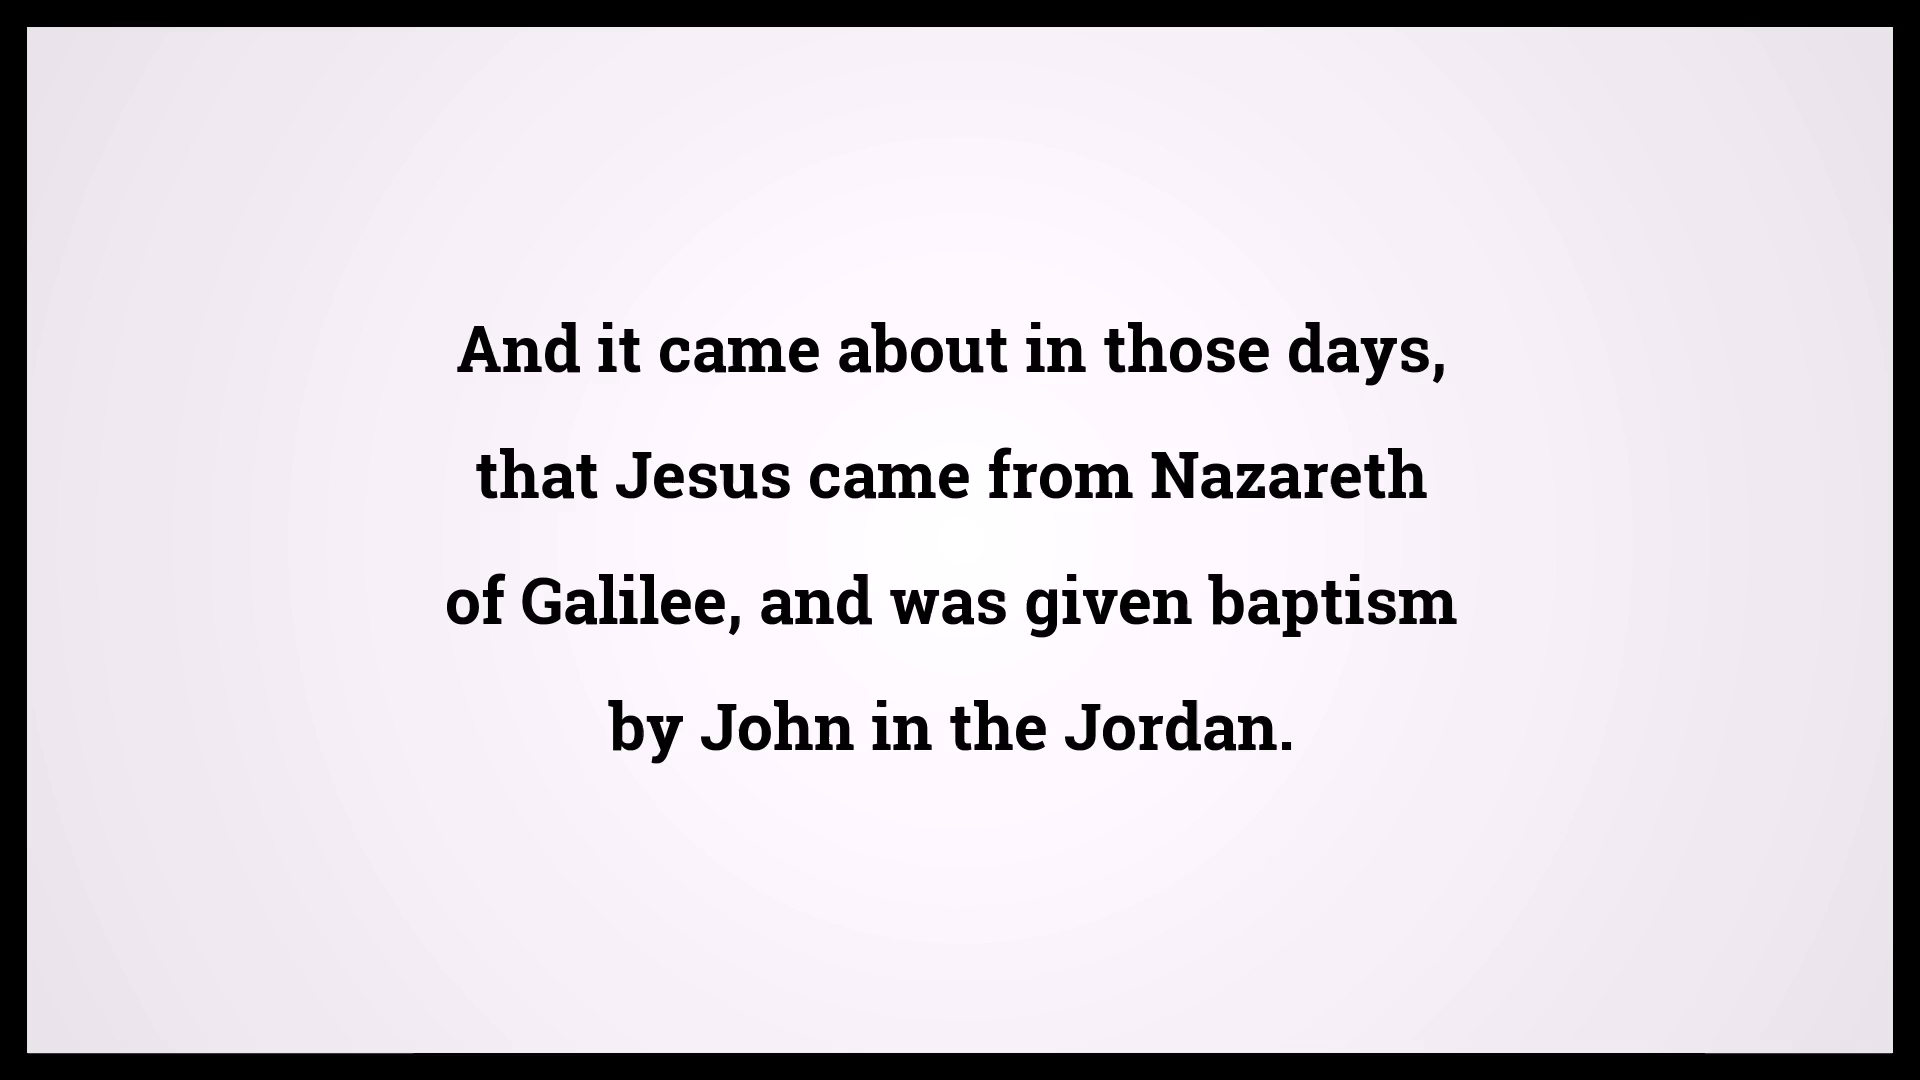 And it came about in those days,
that Jesus came from Nazareth
of Galilee, and was given baptism
by John in the Jordan.